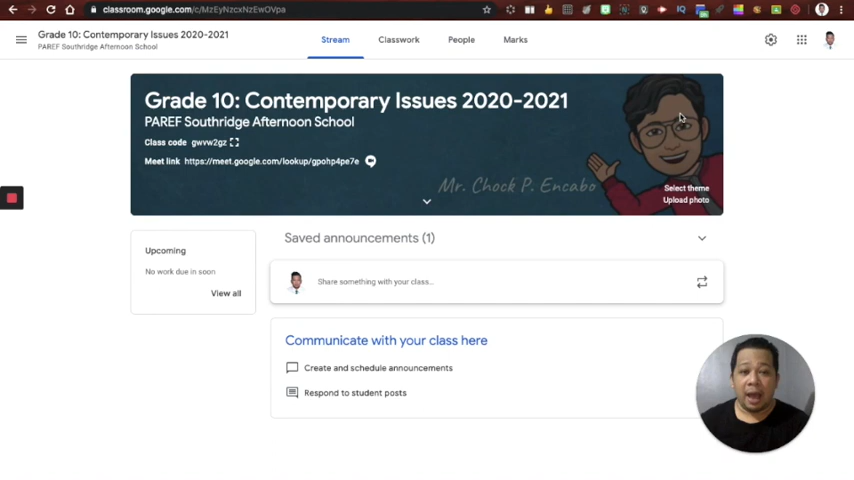 classroom.google.com/c/MzEyNzcxNzEwOVpa
Grade 10: Contemporary Issues 2020-2021
PAREF Southridge Afternoon School
Stream
Classwork
People
Marks
Grade 10: Contemporary Issues 2020-2021
PAREF Southridge Afternoon School
Class code gwvw2gz
Meet link https://meet.google.com/lookup/gpohp4pe7e
Mr. Chock P. Encabo
Select theme
Upload photo
Upcoming
No work due in soon
View all
Saved announcements (1)
Share something with your class...
Communicate with your class here
Create and schedule announcements
Respond to student posts